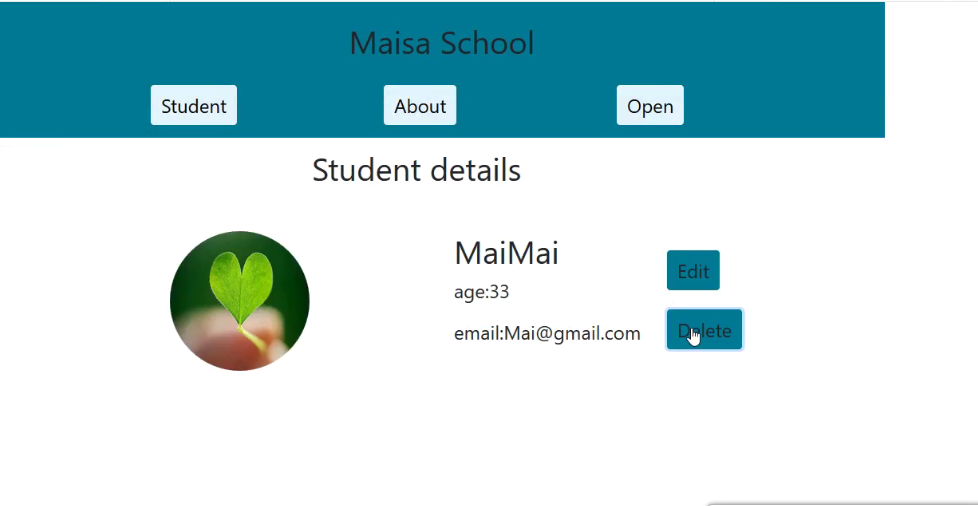 Maisa School
Student
About
Open
Student details
MaiMai
age:33
email:Mai@gmail.com
Edit
Delete